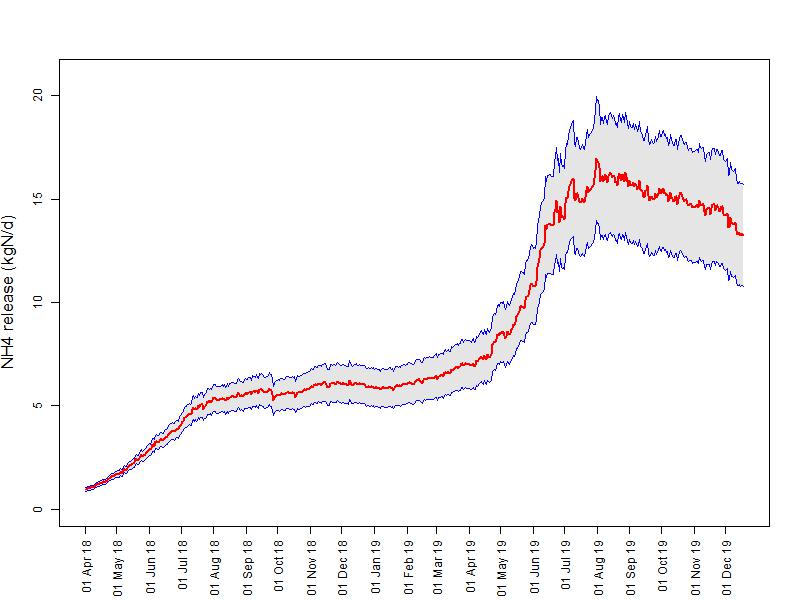 NH4 release (kgN/d)
20
15
10
5
0
01 Apr 18
01 May 18
01 Jun 18
01 Jul 18
01 Aug 18
01 Sep 18
01 Oct 18
01 Nov 18
01 Dec 18
01 Jan 19
01 Feb 19
01 Mar 19
01 Apr 19
01 May 19
01 Jun 19
01 Jul 19
01 Aug 19
01 Sep 19
01 Oct 19
01 Nov 19
01 Dec 19